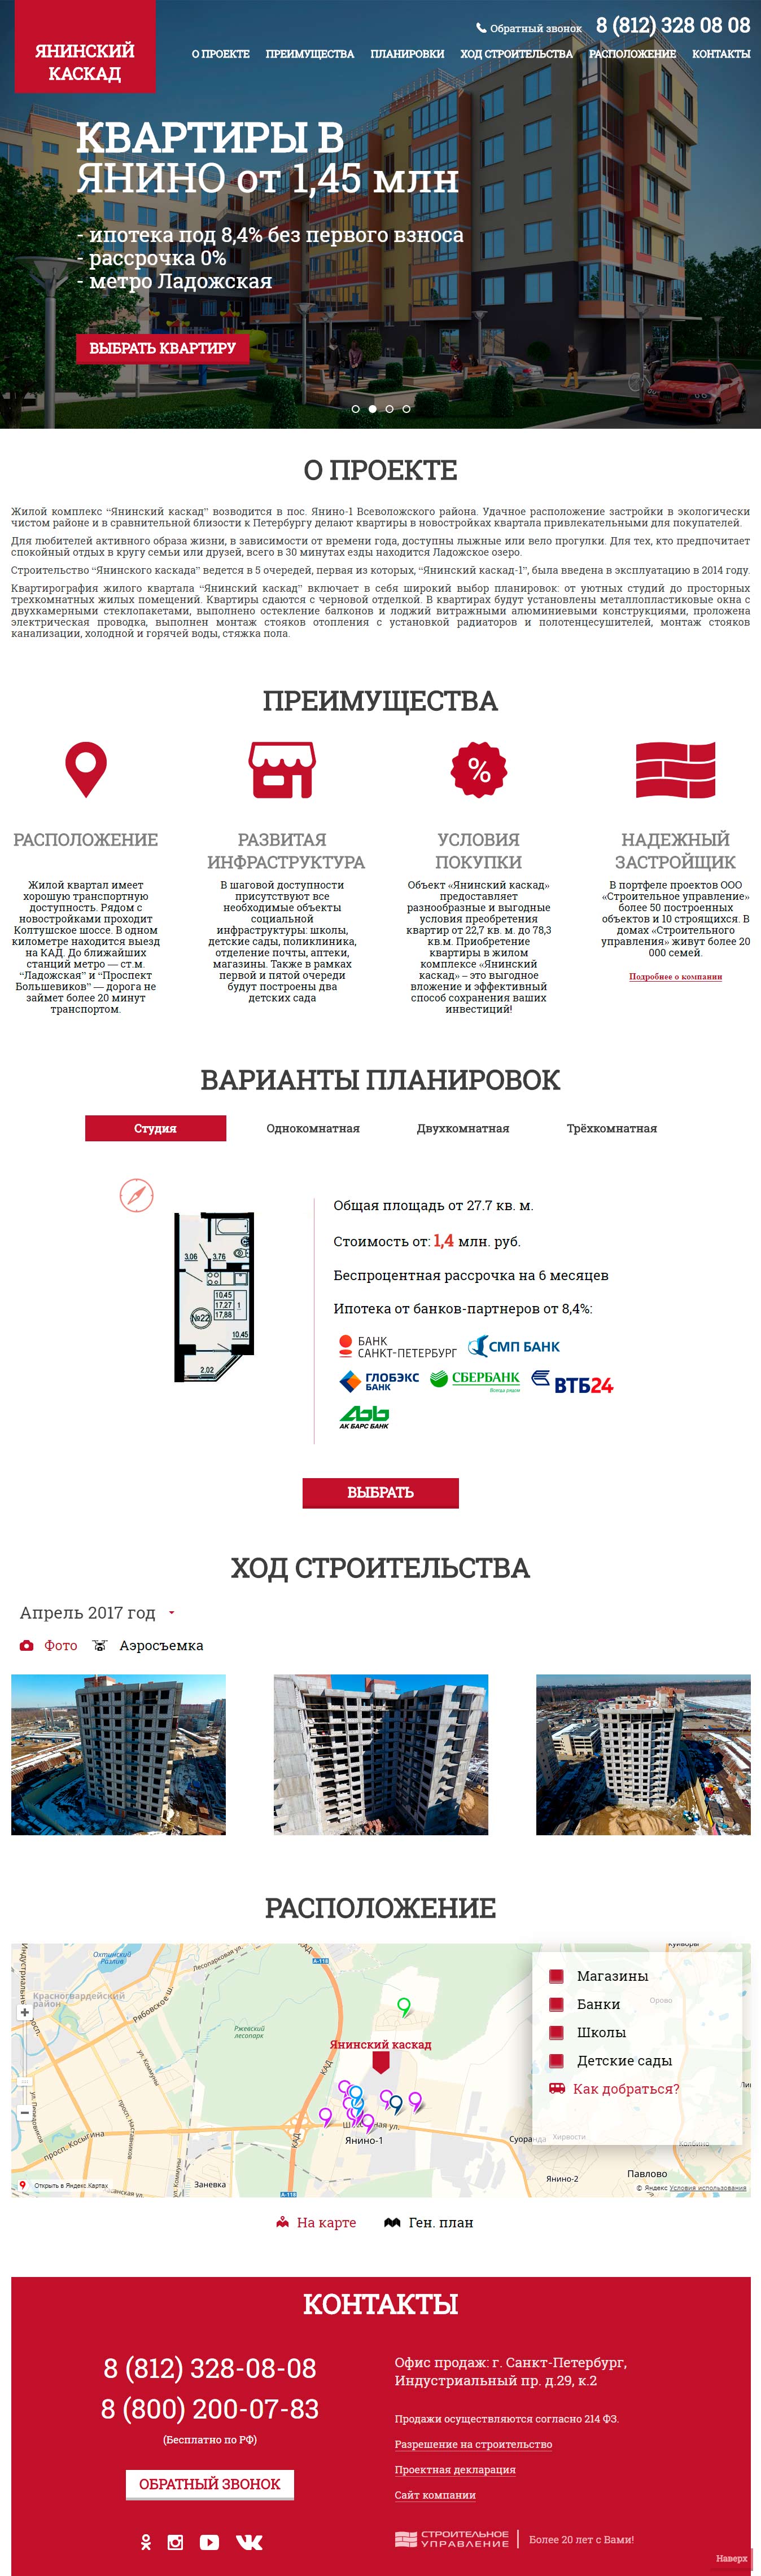 ЯНИНСКИЙ
КАСКАД
Обратный звонок
8 (812) 328 08 08
О ПРОЕКТЕ ПРЕИМУЩЕСТВА ПЛАНИРОВКИ ХОД СТРОИТЕЛЬСТВА РАСПОЛОЖЕНИЕ КОНТАКТЫ
КВАРТИРЫ В
ЯНИНО от 1,45 млн
- ипотека под 8,4% без первого взноса
- рассрочка 0%
- метро Ладожская
ВЫБРАТЬ КВАРТИРУ
О ПРОЕКТЕ
Жилой комплекс “Янинский каскад” возводится в пос. Янино-1 Всеволожского района. Удачное расположение застройки в экологически
чистом районе и в сравнительной близости к Петербургу делают квартиры в новостройках квартала привлекательными для покупателей.
Для любителей активного образа жизни, в зависимости от времени года, доступны лыжные или вело прогулки. Для тех, кто предпочитает
спокойный отдых в кругу семьи или друзей, всего в 30 минутах езды находится Ладожское озеро.
Строительство “Янинского каскада” ведется в 5 очередей, первая из которых, “Янинский каскад-1”, была введена в эксплуатацию в 2014 году.
Квартирография жилого квартала “Янинский каскад” включает в себя широкий выбор планировок: от уютных студий до просторных
трехкомнатных жилых помещений. Квартиры сдаются с черновой отделкой. В квартирах будут установлены металлопластиковые окна с
двухкамерными стеклопакетами, выполнено остекление балконов и лоджий витражными алюминиевыми конструкциями, проложена
электрическая проводка, выполнен монтаж стояков отопления с установкой радиаторов и полотенцесушителей, монтаж стояков
канализации, холодной и горячей воды, стяжка пола.
ПРЕИМУЩЕСТВА
%
РАСПОЛОЖЕНИЕ
Жилой квартал имеет
хорошую транспортную
доступность. Рядом с
новостройками проходит
Колтушское шоссе. В одном
километре находится выезд
на КАД. До ближайших
станций метро — ст.м.
“Ладожская” и “Проспект
Большевиков” — дорога не
займет более 20 минут
транспортом.
РАЗВИТАЯ
ИНФРАСТРУКТУРА
В шаговой доступности
присутствуют все
необходимые объекты
социальной
инфраструктуры: школы,
детские сады, поликлиника,
отделение почты, аптеки,
магазины. Также в рамках
первой и пятой очереди
будут построены два
детских сада
УСЛОВИЯ
ПОКУПКИ
Объект «Янинский каскад»
предоставляет
разнообразные и выгодные
условия преобретения
квартир от 22,7 кв. м. до 78,3
кв.м. Приобретение
квартиры в жилом
комплексе «Янинский
каскад» – это выгодное
вложение и эффективный
способ сохранения ваших
инвестиций!
НАДЕЖНЫЙ
ЗАСТРОЙЩИК
В портфеле проектов ООО
«Строительное управление»
более 50 построенных
объектов и 10 строящихся. В
домах «Строительного
управления» живут более 20
000 семей.
Подробнее о компании
ВАРИАНТЫ ПЛАНИРОВОК
Студия Однокомнатная Двухкомнатная Трёхкомнатная
3.06 3.76
10.45
17.27 1
17,88
№22
10.45
2.02
Общая площадь от 27.7 кв. м.
Стоимость от: 1,4 млн. руб.
Беспроцентная рассрочка на 6 месяцев
Ипотека от банков-партнеров от 8,4%:
БАНК
САНКТ-ПЕТЕРБУРГ
СМП БАНК
ГЛОБЭКС
БАНК
СБЕРБАНК
Всегда рядом
ВТБ24
АК БАРС БАНК
ВЫБРАТЬ
ХОД СТРОИТЕЛЬСТВА
Апрель 2017 год
Фото Аэросъемка
РАСПОЛОЖЕНИЕ
Охтинский
Разлив
Лесопарковая ул.
КАД
А-118
Красногвардейский
район
Рябовское ш.
Ржевский
лесопарк
ул. Коммуны
КАД
Янинский каскад
Янино-1
Суоранда
Хирвости
Орово
Колбино
Павлово
Янино-2
просп. Косыгина
просп. Наставников
ул. Коммуны
Заневка
КАД
А-118
Открыть в Яндекс.Картах
© Яндекс Условия использования
Магазины
Банки
Школы
Детские сады
Как добраться?
На карте Ген. план
КОНТАКТЫ
8 (812) 328-08-08
8 (800) 200-07-83
(Бесплатно по РФ)
ОБРАТНЫЙ ЗВОНОК
Офис продаж: г. Санкт-Петербург,
Индустриальный пр. д.29, к.2
Продажи осуществляются согласно 214 ФЗ.
Разрешение на строительство
Проектная декларация
Сайт компании
СТРОИТЕЛЬНОЕ
УПРАВЛЕНИЕ
Более 20 лет с Вами!
Наверх